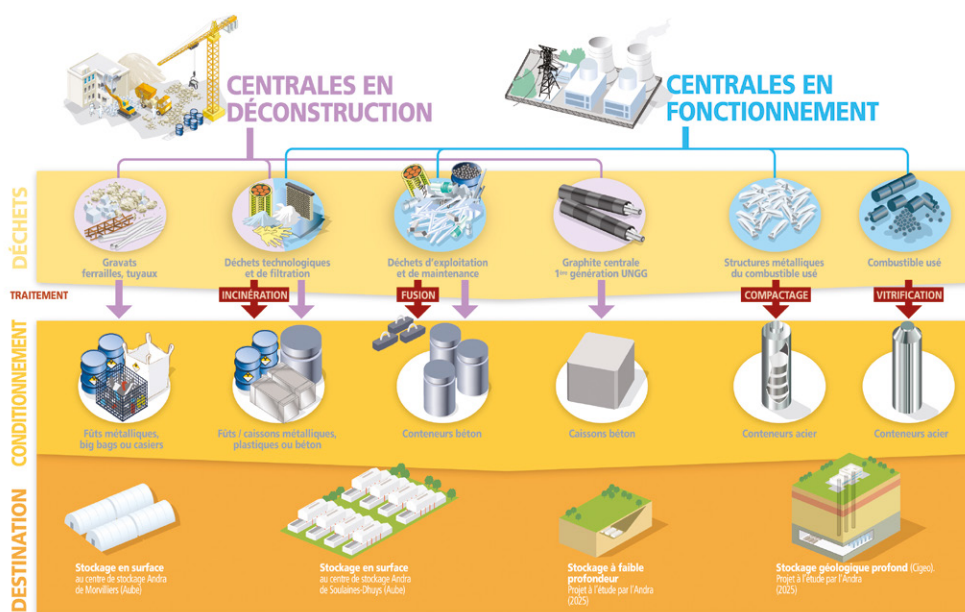 CENTRALES EN
DÉCONSTRUCTION
CENTRALES EN
FONCTIONNEMENT
DÉCHETS
Gravats
ferrailles, tuyaux
Déchets technologiques
et de filtration
Déchets d'exploitation
et de maintenance
Graphite centrale
1ère génération UNGG
Structures métalliques
du combustible usé
Combustible usé
TRAITEMENT
INCINÉRATION
FUSION
COMPACTAGE
VITRIFICATION
CONDITIONNEMENT
Fûts métalliques,
big bags ou casiers
Fûts / caissons métalliques,
plastiques ou béton
Conteneurs béton
Caissons béton
Conteneurs acier
Conteneurs acier
DESTINATION
Stockage en surface
au centre de stockage Andra
de Morvilliers (Aube)
Stockage en surface
au centre de stockage Andra
de Soulaines-Dhuys (Aube)
Stockage à faible
profondeur
Projet à l'étude par l'Andra
(2025)
Stockage géologique profond (Cigeo).
Projet à l'étude par l'Andra
(2025)